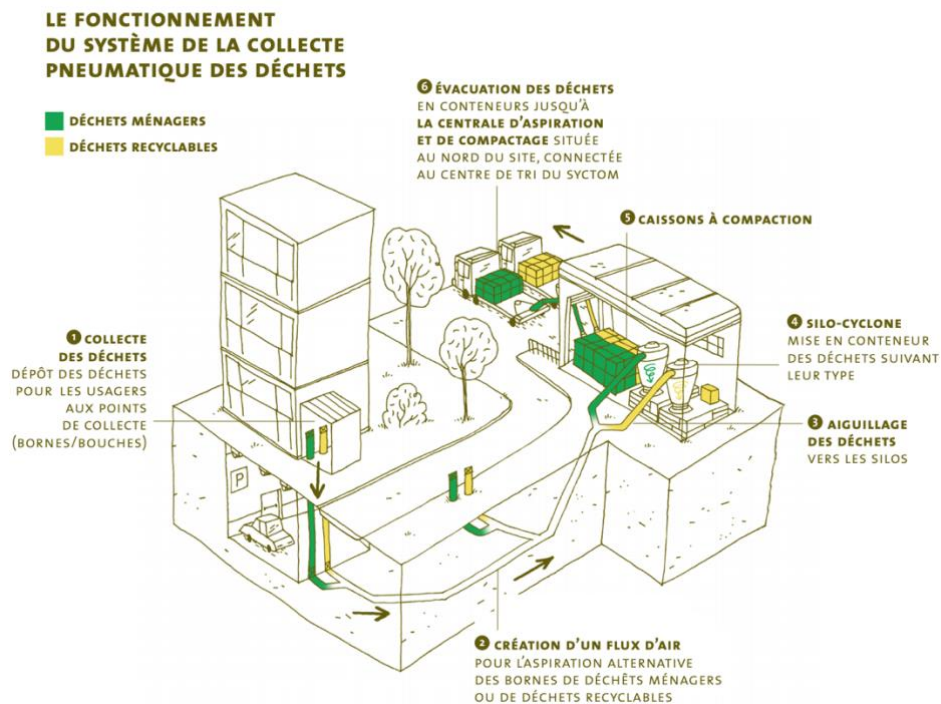 LE FONCTIONNEMENT
DU SYSTÈME DE LA COLLECTE
PNEUMATIQUE DES DÉCHETS
DÉCHETS MÉNAGERS
DÉCHETS RECYCLABLES
6 ÉVACUATION DES DÉCHETS
EN CONTENEURS JUSQU'À
LA CENTRALE D'ASPIRATION
ET DE COMPACTAGE SITUÉE
AU NORD DU SITE, CONNECTÉE
AU CENTRE DE TRI DU SYCTOM
5 CAISSONS À COMPACTION
4 SILO-CYCLONE
MISE EN CONTENEUR
DES DÉCHETS SUIVANT
LEUR TYPE
1 COLLECTE
DES DÉCHETS
DÉPÔT DES DÉCHETS
POUR LES USAGERS
AUX POINTS
DE COLLECTE
(BORNES/BOUCHES)
3 AIGUILLAGE
DES DÉCHETS
VERS LES SILOS
P
2 CRÉATION D'UN FLUX D'AIR
POUR L'ASPIRATION ALTERNATIVE
DES BORNES DE DÉCHÊTS MÉNAGERS
OU DE DÉCHETS RECYCLABLES